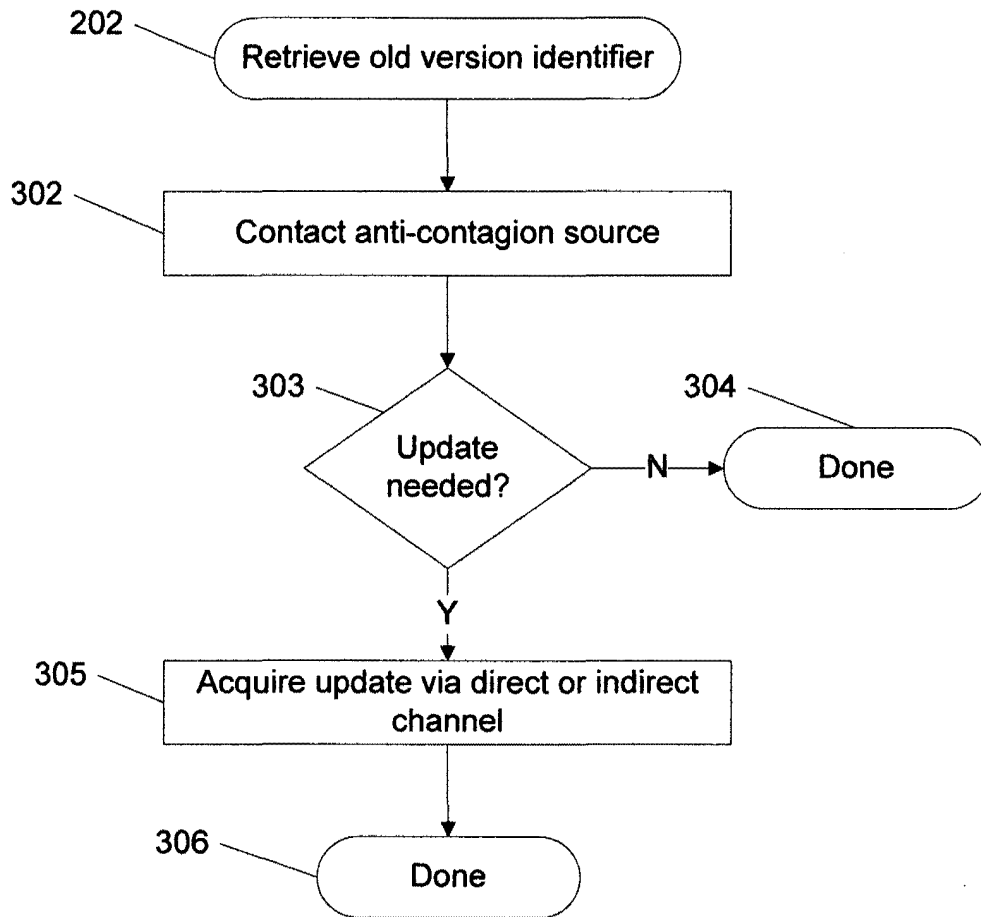 202
Retrieve old version identifier
302
Contact anti-contagion source
303
304
Update
needed?
N
Done
Y
305
Acquire update via direct or indirect
channel
306
Done